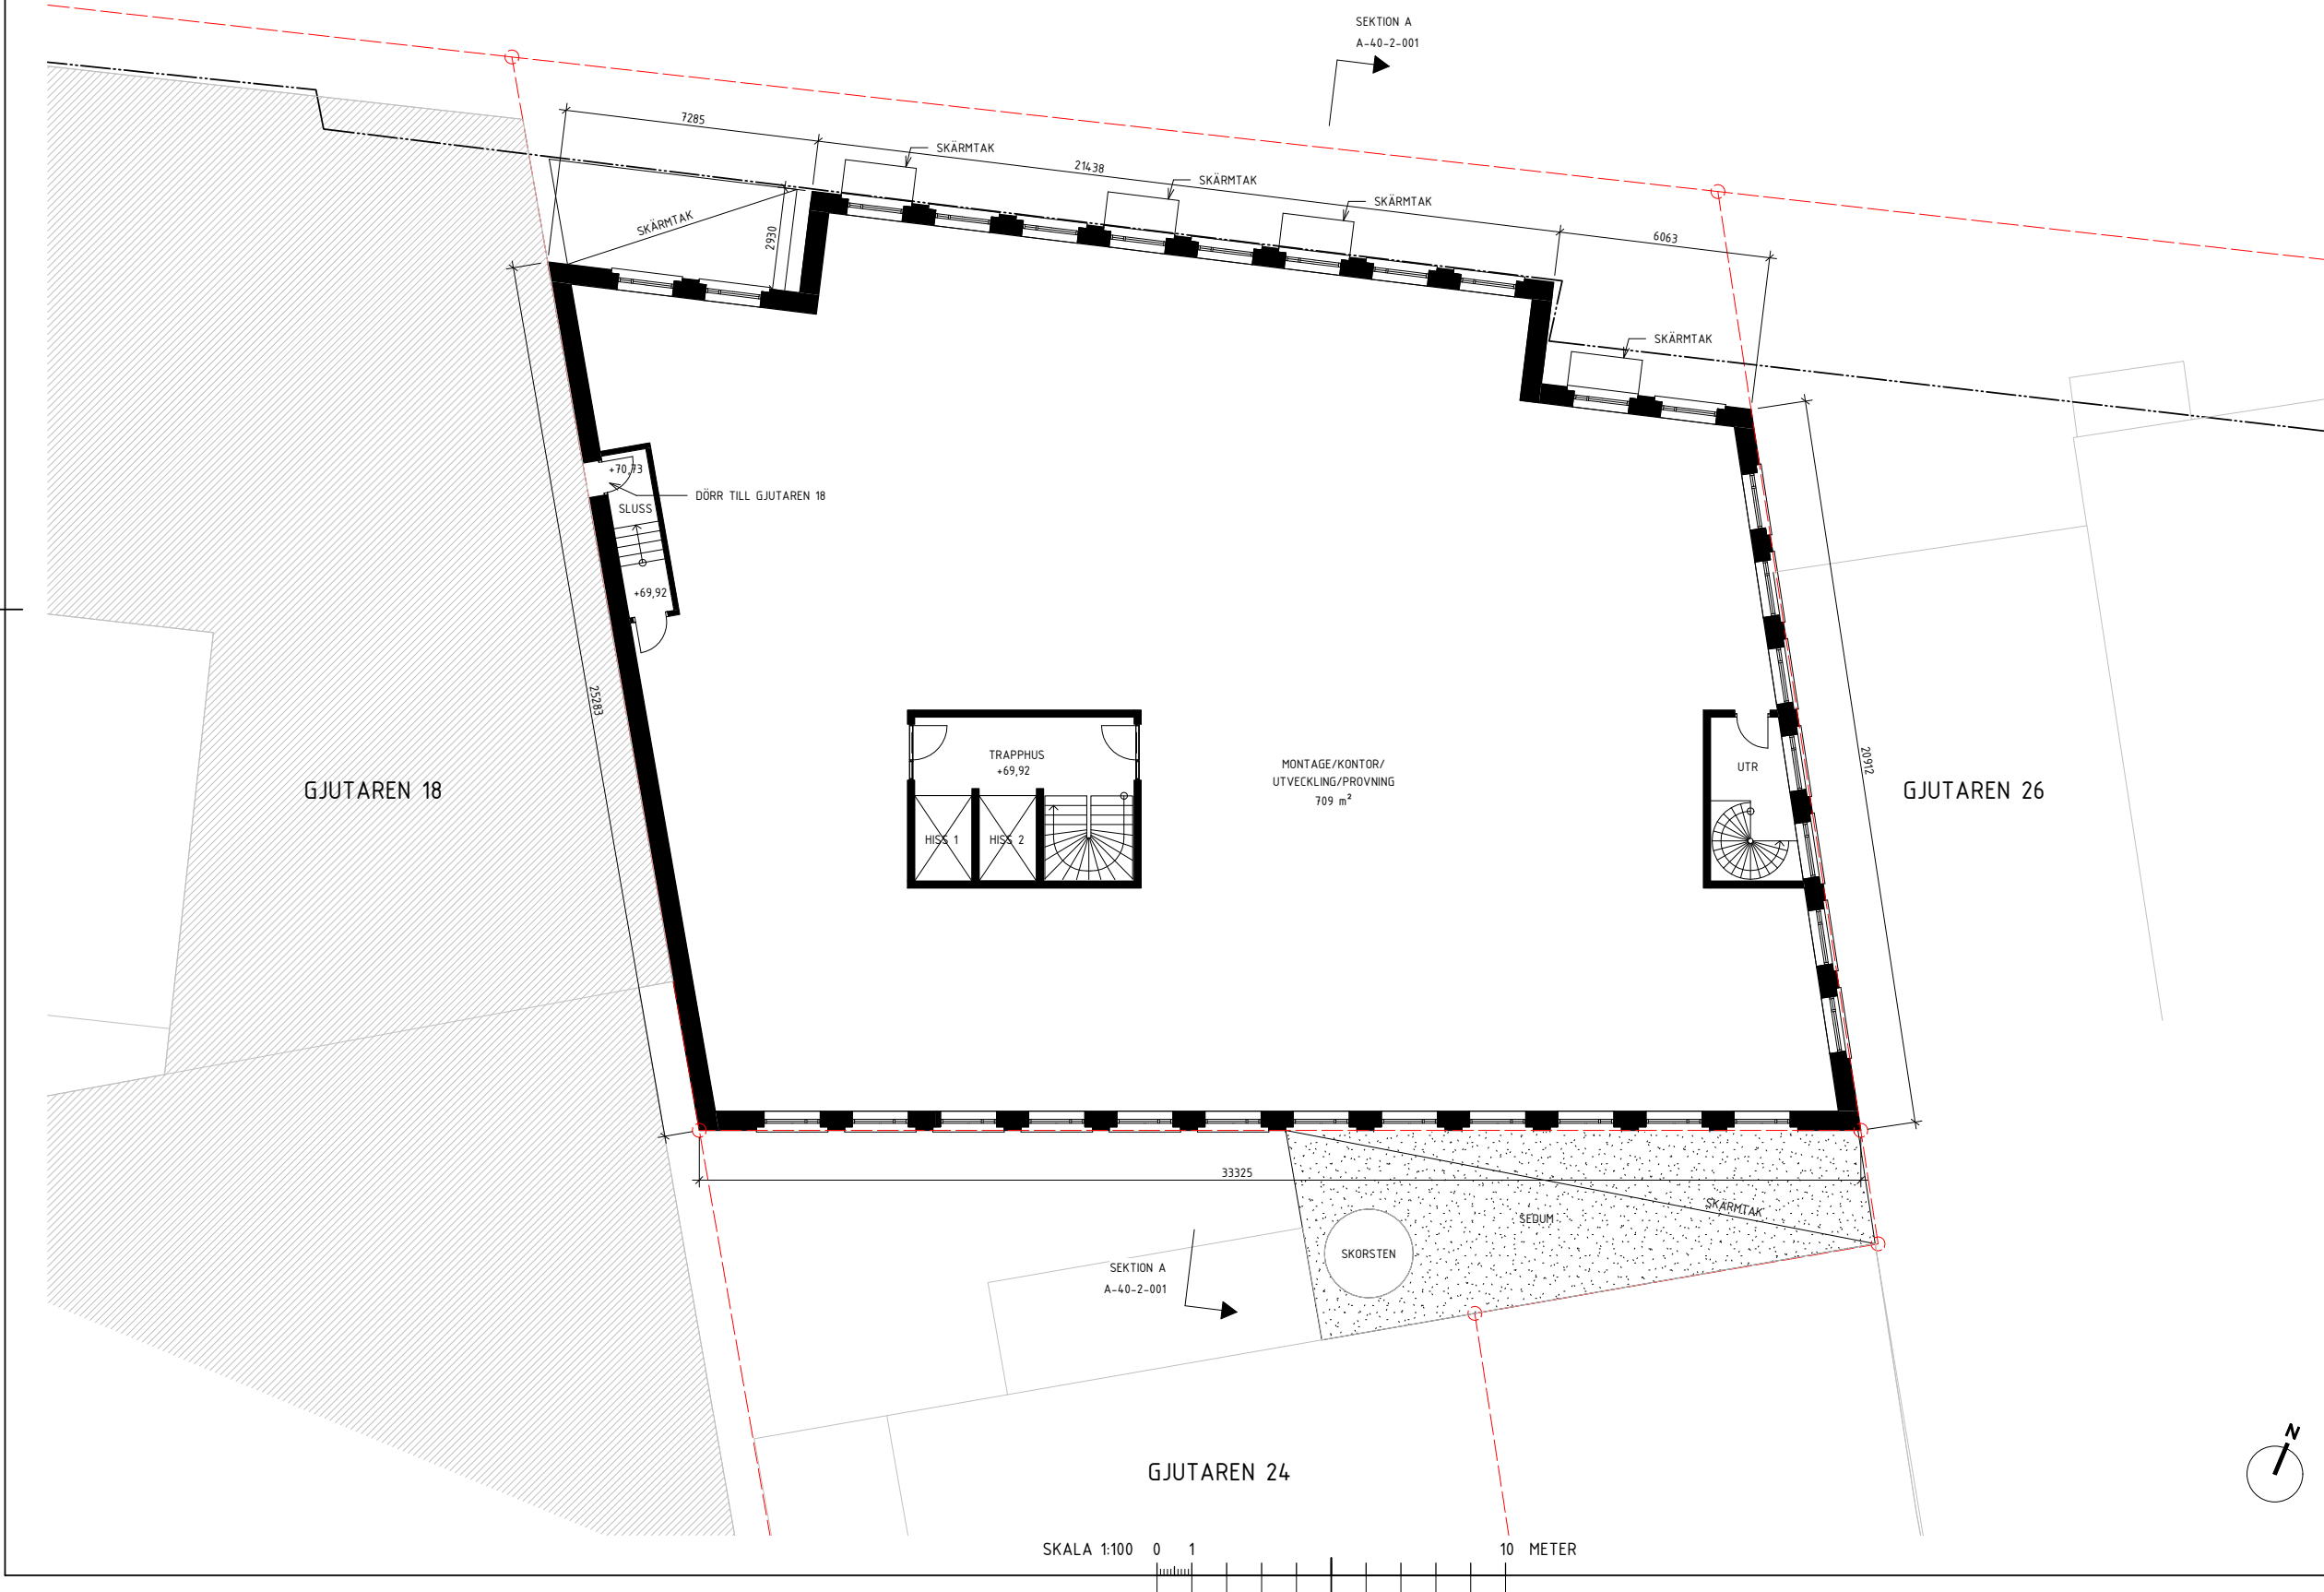 SEKTION A
A-40-2-001
7285
SKÄRMTAK
21438
SKÄRMTAK
SKÄRMTAK
SKÄRMTAK
2930
6063
SKÄRMTAK
+70,73
DÖRR TILL GJUTAREN 18
SLUSS
+69,92
25283
TRAPPHUS
+69,92
HISS 1
HISS 2
MONTAGE/KONTOR/
UTVECKLING/PROVNING
709 m²
UTR
20912
GJUTAREN 18
GJUTAREN 26
33325
SKÄRMTAK
SEDUM
SKORSTEN
SEKTION A
A-40-2-001
GJUTAREN 24
N
SKALA 1:100 0 1 10 METER